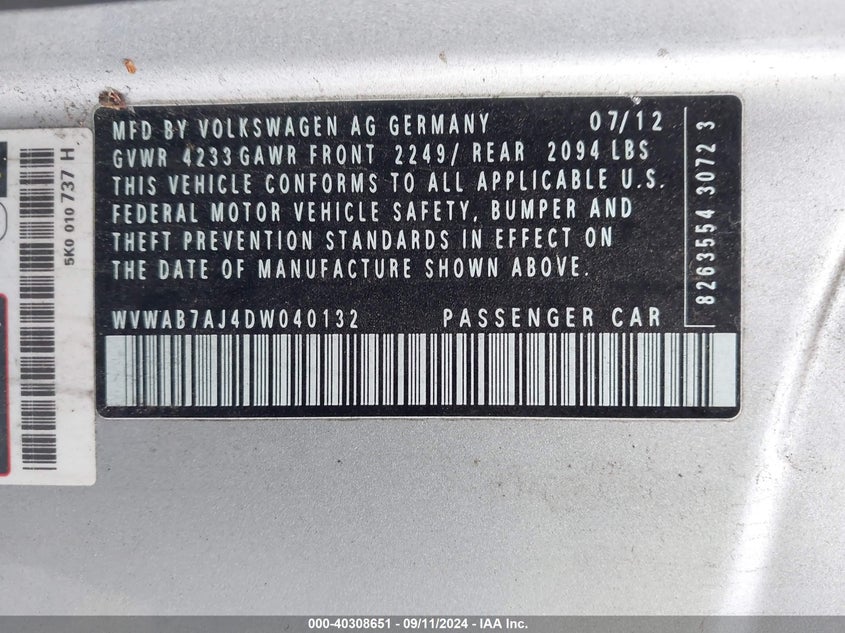 MFD BY VOLKSWAGEN AG GERMANY 07/12
GVWR 4233 GAWR FRONT 2249/ REAR 2094 LBS
THIS VEHICLE CONFORMS TO ALL APPLICABLE U.S.
FEDERAL MOTOR VEHICLE SAFETY, BUMPER AND
THEFT PREVENTION STANDARDS IN EFFECT ON
THE DATE OF MANUFACTURE SHOWN ABOVE.
WVWAB7AJ4DW040132 PASSENGER CAR
8263554 3072 3
5K0 010 737 H
000-40308651 - 09/11/2024 - IAA Inc.